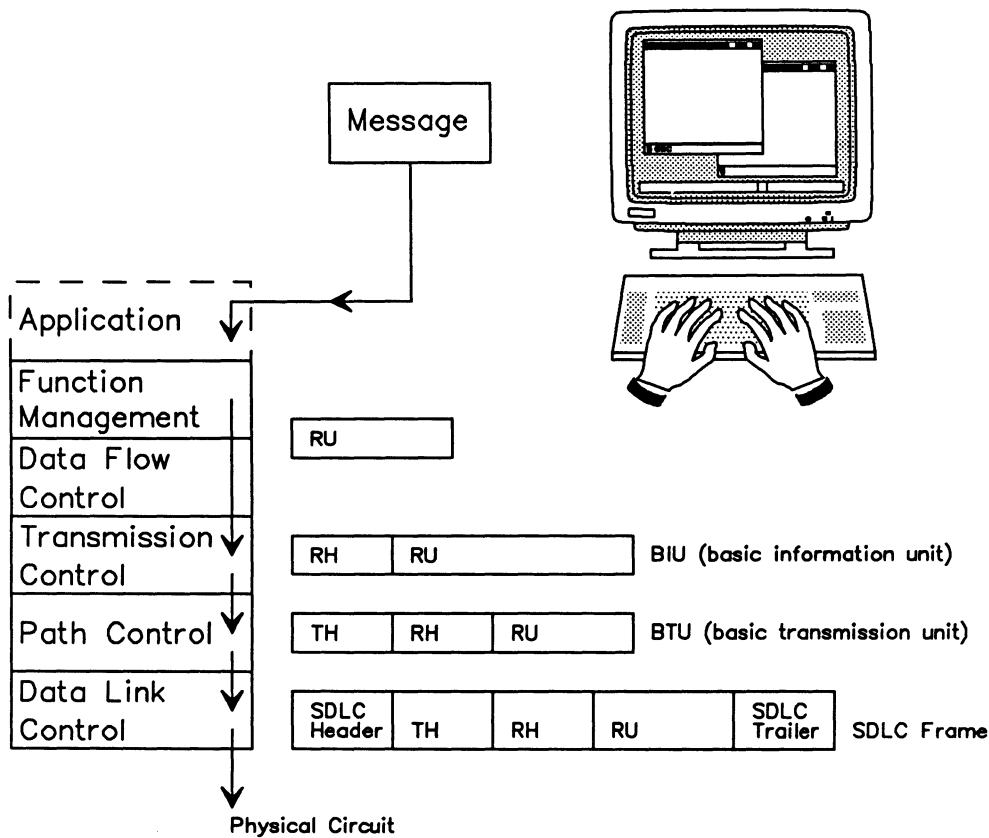 Message
Application
Function
Management
RU
Data Flow
Control
Transmission
Control
RH RU BIU (basic information unit)
Path Control
TH RH RU BTU (basic transmission unit)
Data Link
Control
SDLC
Header TH RH RU SDLC
Trailer SDLC Frame
Physical Circuit